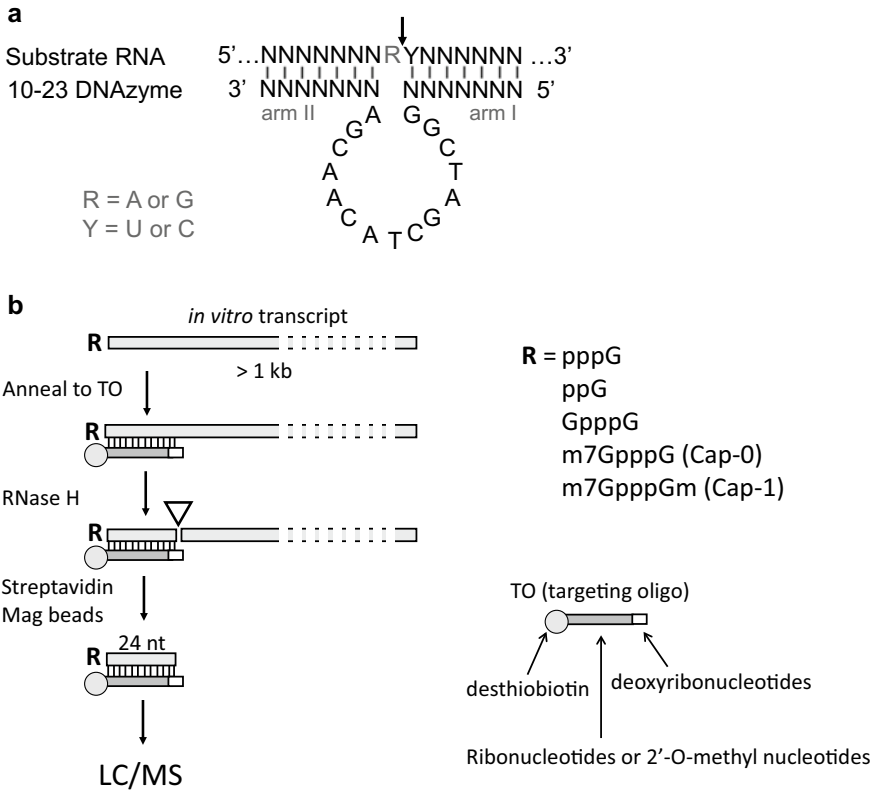 a
Substrate RNA 5’...NNNNNNNRYNNNNNN ...3’
10-23 DNAzyme 3’ NNNNNNN NNNNNNN 5’
arm II arm I
GGCTAGCTACAACGA
R = A or G
Y = U or C
b
in vitro transcript
R
> 1 kb
Anneal to TO
R
RNase H
R
Streptavidin
Mag beads
24 nt
R
LC/MS
R = pppG
ppG
GpppG
m7GpppG (Cap-0)
m7GpppGm (Cap-1)
TO (targeting oligo)
desthiobiotin
deoxyribonucleotides
Ribonucleotides or 2’-O-methyl nucleotides